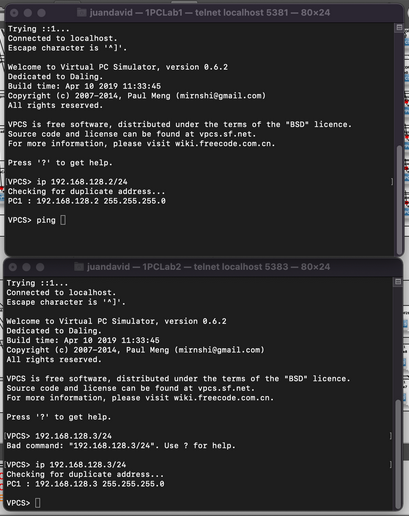 juandavid — 1PCLab1 — telnet localhost 5381 — 80×24
Trying ::1...
Connected to localhost.
Escape character is '^]'.
Welcome to Virtual PC Simulator, version 0.6.2
Dedicated to Daling.
Build time: Apr 10 2019 11:33:45
Copyright (c) 2007-2014, Paul Meng (mirnshi@gmail.com)
All rights reserved.
VPCS is free software, distributed under the terms of the "BSD" licence.
Source code and license can be found at vpcs.sf.net.
For more information, please visit wiki.freecode.com.cn.
Press '?' to get help.
[VPCS> ip 192.168.128.2/24 ]
Checking for duplicate address...
PC1 : 192.168.128.2 255.255.255.0
VPCS> ping
juandavid — 1PCLab2 — telnet localhost 5383 — 80×24
Trying ::1...
Connected to localhost.
Escape character is '^]'.
Welcome to Virtual PC Simulator, version 0.6.2
Dedicated to Daling.
Build time: Apr 10 2019 11:33:45
Copyright (c) 2007-2014, Paul Meng (mirnshi@gmail.com)
All rights reserved.
VPCS is free software, distributed under the terms of the "BSD" licence.
Source code and license can be found at vpcs.sf.net.
For more information, please visit wiki.freecode.com.cn.
Press '?' to get help.
[VPCS> 192.168.128.3/24 ]
Bad command: "192.168.128.3/24". Use ? for help.
[VPCS> ip 192.168.128.3/24 ]
Checking for duplicate address...
PC1 : 192.168.128.3 255.255.255.0
VPCS>